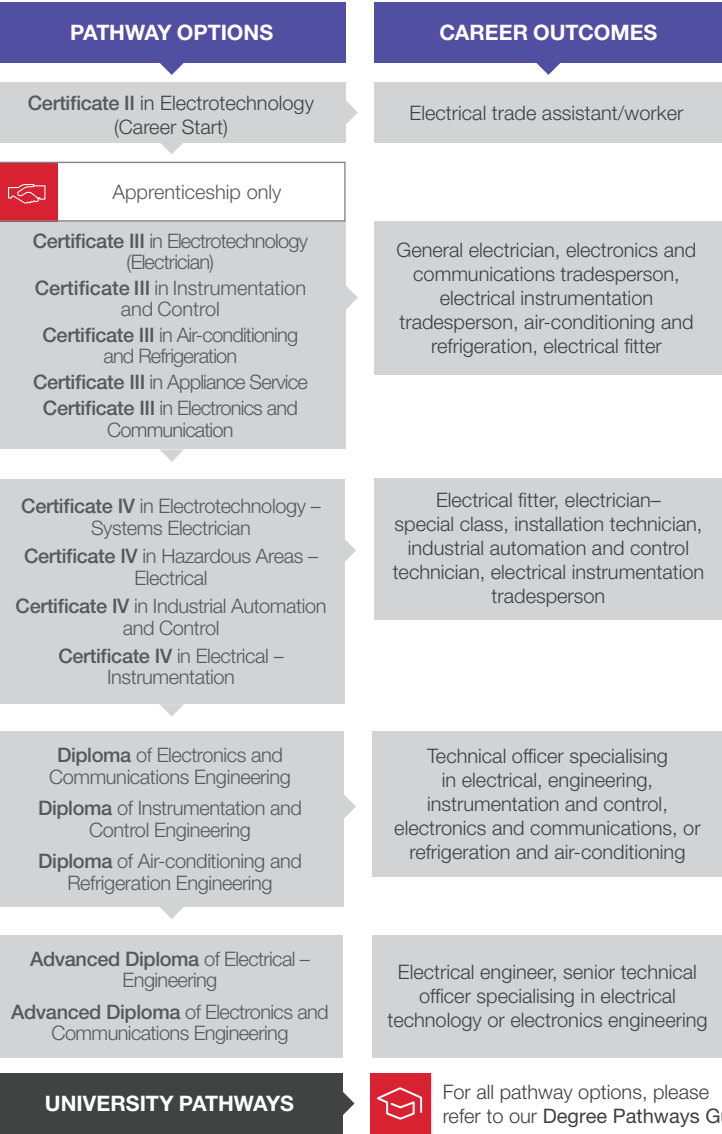 PATHWAY OPTIONS
CAREER OUTCOMES
Certificate II in Electrotechnology
(Career Start)
Electrical trade assistant/worker
Apprenticeship only
Certificate III in Electrotechnology
(Electrician)
Certificate III in Instrumentation
and Control
Certificate III in Air-conditioning
and Refrigeration
Certificate III in Appliance Service
Certificate III in Electronics and
Communication
General electrician, electronics and
communications tradesperson,
electrical instrumentation
tradesperson, air-conditioning and
refrigeration, electrical fitter
Certificate IV in Electrotechnology –
Systems Electrician
Certificate IV in Hazardous Areas –
Electrical
Certificate IV in Industrial Automation
and Control
Certificate IV in Electrical –
Instrumentation
Electrical fitter, electrician–
special class, installation technician,
industrial automation and control
technician, electrical instrumentation
tradesperson
Diploma of Electronics and
Communications Engineering
Diploma of Instrumentation and
Control Engineering
Diploma of Air-conditioning and
Refrigeration Engineering
Technical officer specialising
in electrical, engineering,
instrumentation and control,
electronics and communications, or
refrigeration and air-conditioning
Advanced Diploma of Electrical –
Engineering
Advanced Diploma of Electronics and
Communications Engineering
Electrical engineer, senior technical
officer specialising in electrical
technology or electronics engineering
UNIVERSITY PATHWAYS
For all pathway options, please
refer to our Degree Pathways